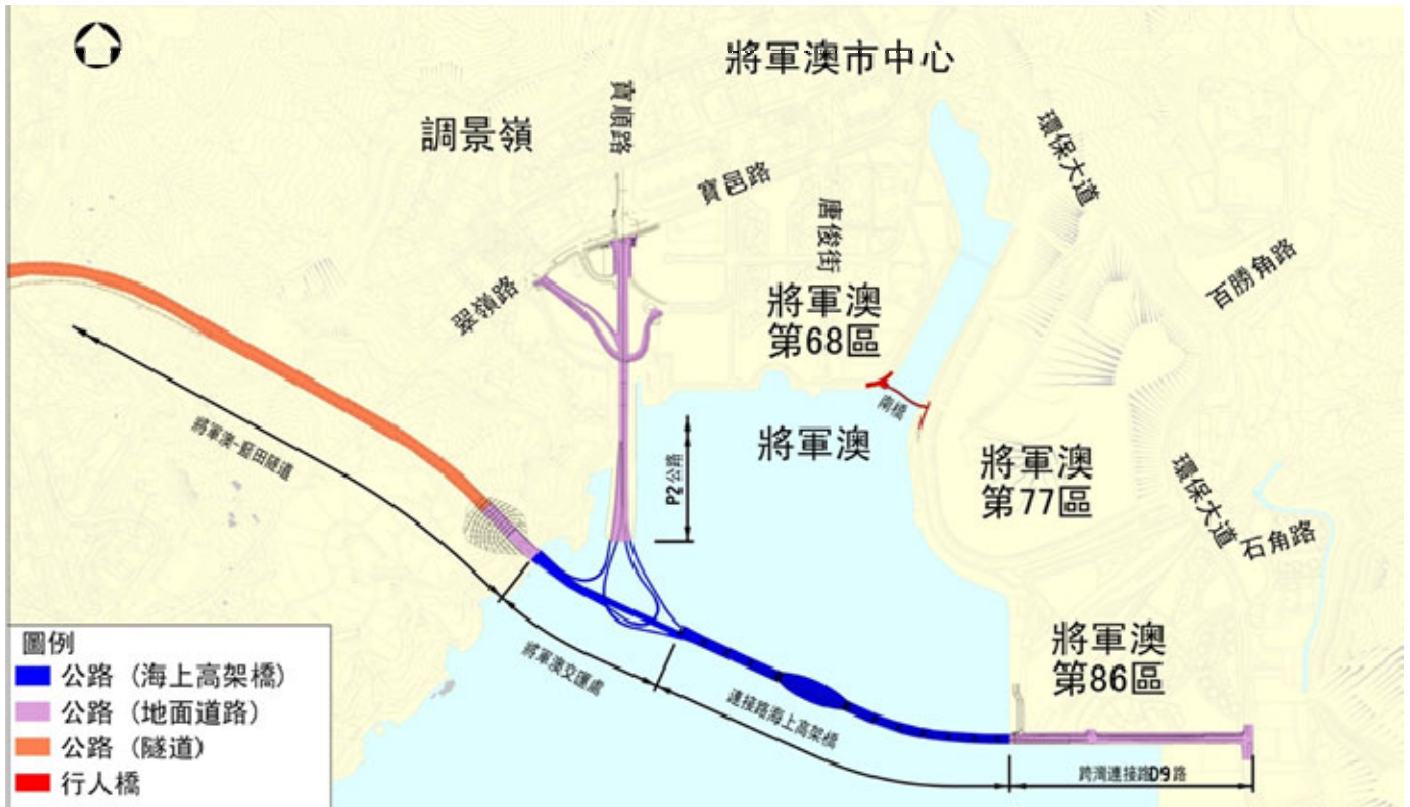 將軍澳市中心
寶順路
調景嶺
環保大道
寶邑路
唐俊街
百勝角路
翠嶺路
將軍澳
第68區
南橋
將軍澳-藍田隧道
P2公路
將軍澳
將軍澳
第77區
環保大道
石角路
將軍澳交匯處
連接路海上高架橋
將軍澳
第86區
跨灣連接路D9路
圖例
公路 (海上高架橋)
公路 (地面道路)
公路 (隧道)
行人橋